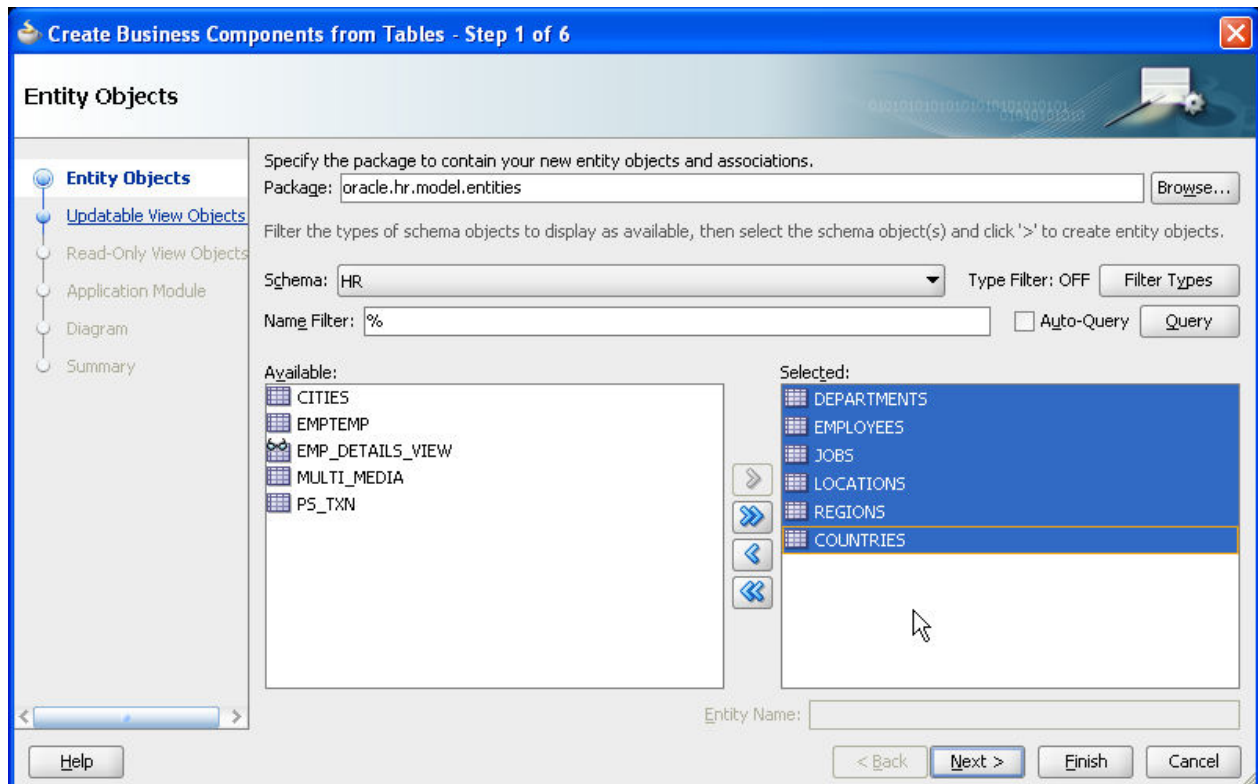 Create Business Components from Tables - Step 1 of 6
Entity Objects
Entity Objects
Updatable View Objects
Read-Only View Objects
Application Module
Diagram
Summary
Specify the package to contain your new entity objects and associations.
Package: oracle.hr.model.entities Browse...
Filter the types of schema objects to display as available, then select the schema object(s) and click '>' to create entity objects.
Schema: HR Type Filter: OFF Filter Types
Name Filter: % Auto-Query Query
Available:
CITIES
EMPTEMP
EMP_DETAILS_VIEW
MULTI_MEDIA
PS_TXN
Selected:
DEPARTMENTS
EMPLOYEES
JOBS
LOCATIONS
REGIONS
COUNTRIES
Entity Name:
Help < Back Next > Finish Cancel